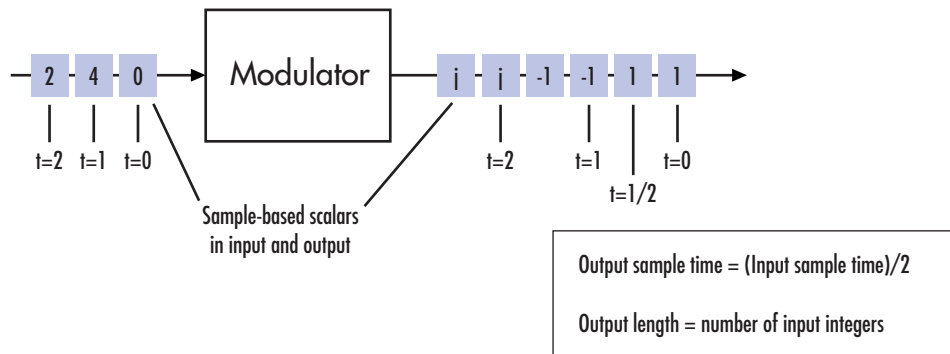 2 4 0 Modulator j j -1 -1 1 1
t=2 t=1 t=0 t=2 t=1 t=0
t=1/2
Sample-based scalars
in input and output
Output sample time = (Input sample time)/2
Output length = number of input integers